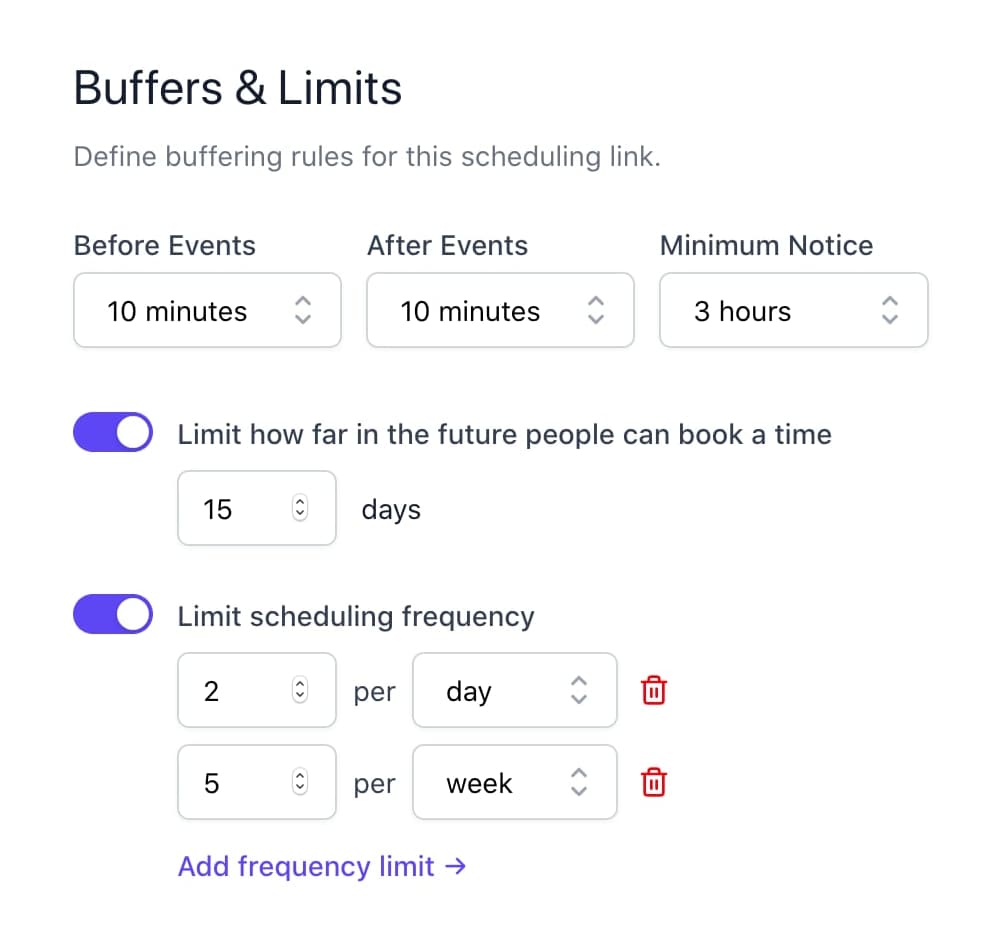 Buffers & Limits
Define buffering rules for this scheduling link.
Before Events After Events Minimum Notice
10 minutes 10 minutes 3 hours
Limit how far in the future people can book a time
15 days
Limit scheduling frequency
2 per day
5 per week
Add frequency limit →